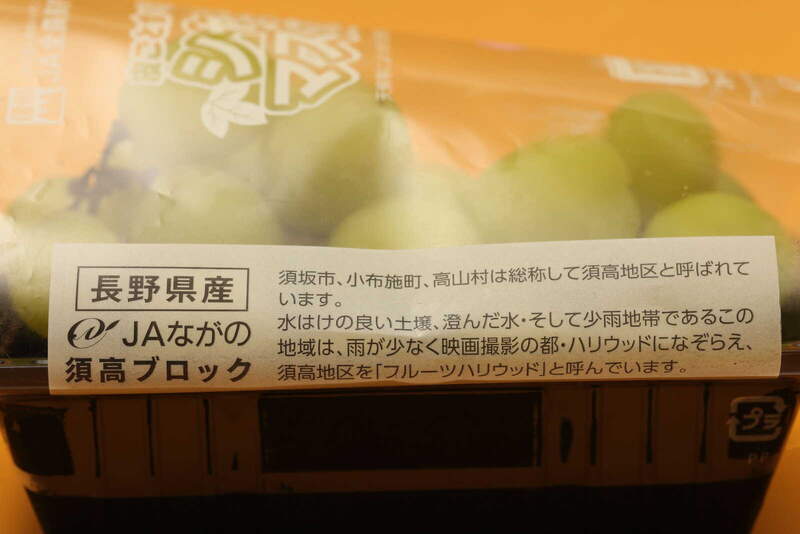 シャ
マス
長野県産
JAながの
須高ブロック
須坂市、小布施町、高山村は総称して須高地区と呼ばれて
います。
水はけの良い土壌、澄んだ水・そして少雨地帯であるこの
地域は、雨が少なく映画撮影の都・ハリウッドになぞらえ、
須高地区を「フルーツハリウッド」と呼んでいます。
プラ
PP